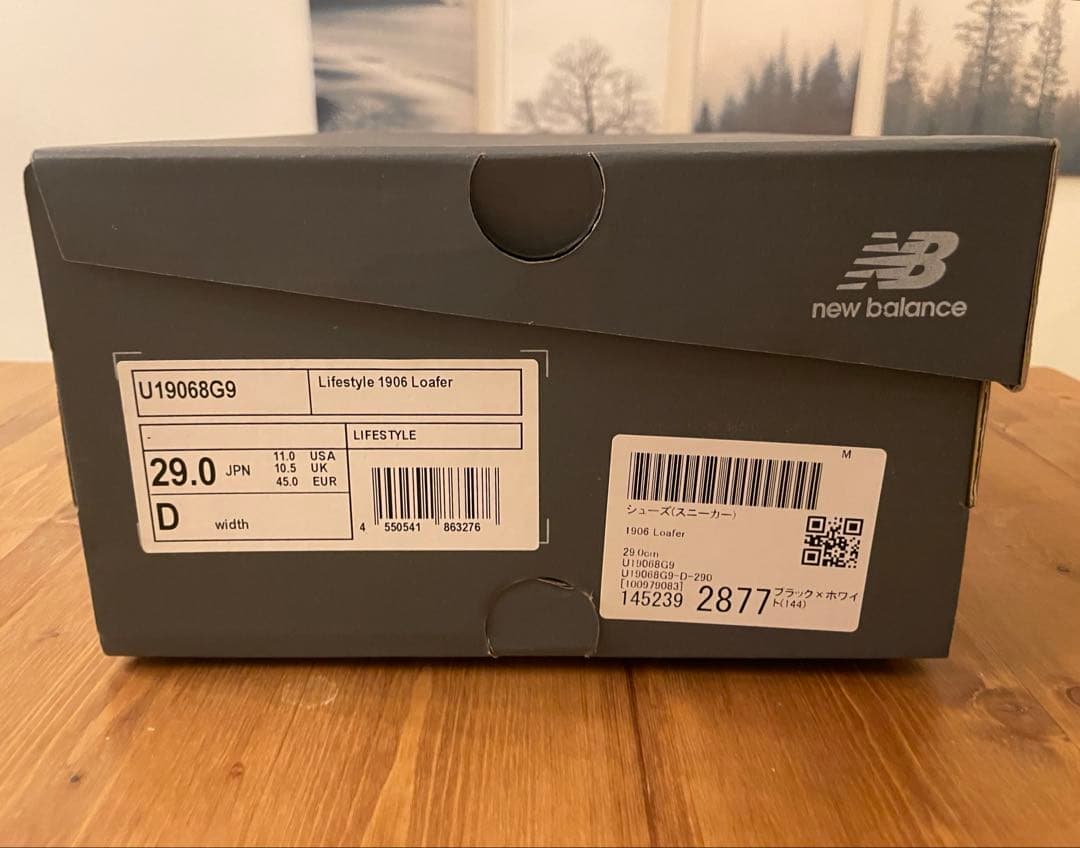 NB
new balance
U19068G9
Lifestyle 1906 Loafer
-
LIFESTYLE
29.0 JPN
11.0 USA
10.5 UK
45.0 EUR
D width
4 550541 863276
M
シューズ(スニーカー)
1906 Loafer
29.0cm
U19068G9
U19068G9-D-290
[100979083]
145239 2877 ブラック×ホワイ
ト(144)